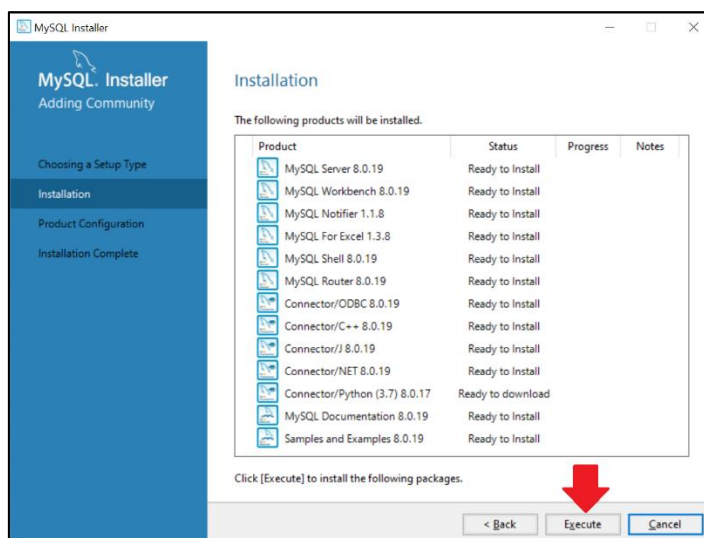 MySQL Installer
MySQL. Installer
Adding Community
Choosing a Setup Type
Installation
Product Configuration
Installation Complete
Installation
The following products will be installed.
Product Status Progress Notes
MySQL Server 8.0.19 Ready to Install
MySQL Workbench 8.0.19 Ready to Install
MySQL Notifier 1.1.8 Ready to Install
MySQL For Excel 1.3.8 Ready to Install
MySQL Shell 8.0.19 Ready to Install
MySQL Router 8.0.19 Ready to Install
Connector/ODBC 8.0.19 Ready to Install
Connector/C++ 8.0.19 Ready to Install
Connector/J 8.0.19 Ready to Install
Connector/NET 8.0.19 Ready to Install
Connector/Python (3.7) 8.0.17 Ready to download
MySQL Documentation 8.0.19 Ready to Install
Samples and Examples 8.0.19 Ready to Install
Click [Execute] to install the following packages.
< Back Execute Cancel